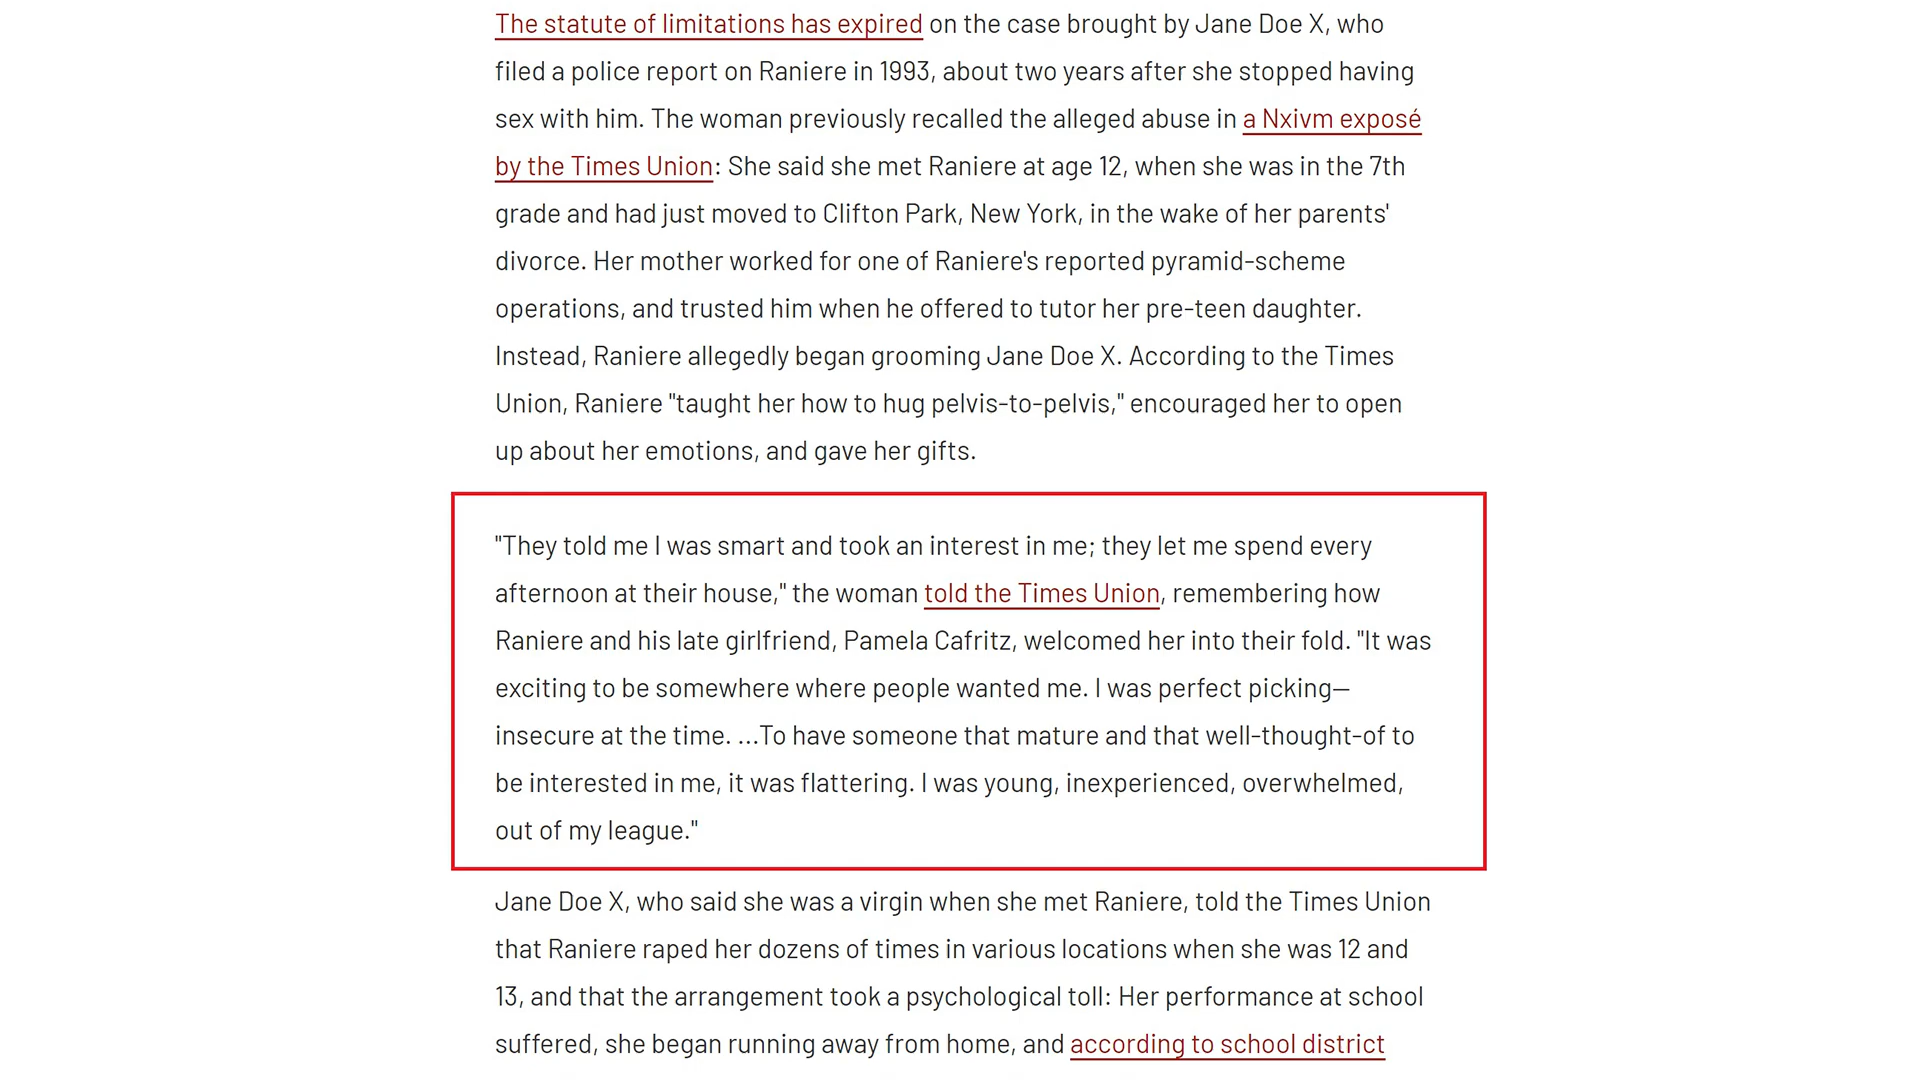 The statute of limitations has expired on the case brought by Jane Doe X, who
filed a police report on Raniere in 1993, about two years after she stopped having
sex with him. The woman previously recalled the alleged abuse in a Nxivm exposé
by the Times Union: She said she met Raniere at age 12, when she was in the 7th
grade and had just moved to Clifton Park, New York, in the wake of her parents'
divorce. Her mother worked for one of Raniere's reported pyramid-scheme
operations, and trusted him when he offered to tutor her pre-teen daughter.
Instead, Raniere allegedly began grooming Jane Doe X. According to the Times
Union, Raniere "taught her how to hug pelvis-to-pelvis," encouraged her to open
up about her emotions, and gave her gifts.
"They told me I was smart and took an interest in me; they let me spend every
afternoon at their house," the woman told the Times Union, remembering how
Raniere and his late girlfriend, Pamela Cafritz, welcomed her into their fold. "It was
exciting to be somewhere where people wanted me. I was perfect picking—
insecure at the time. ...To have someone that mature and that well-thought-of to
be interested in me, it was flattering. I was young, inexperienced, overwhelmed,
out of my league."
Jane Doe X, who said she was a virgin when she met Raniere, told the Times Union
that Raniere raped her dozens of times in various locations when she was 12 and
13, and that the arrangement took a psychological toll: Her performance at school
suffered, she began running away from home, and according to school district